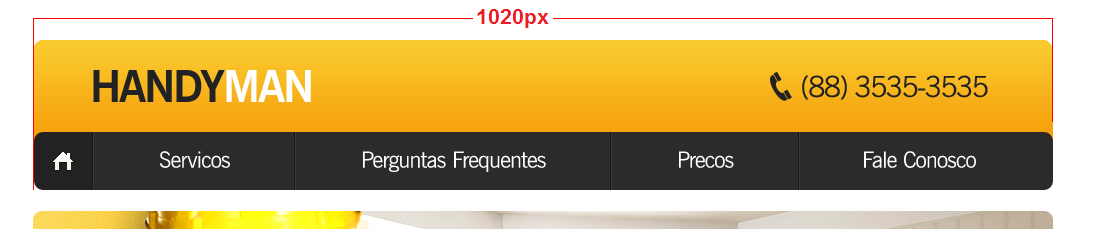 1020px
HANDYMAN (88) 3535-3535
Servicos Perguntas Frequentes Precos Fale Conosco